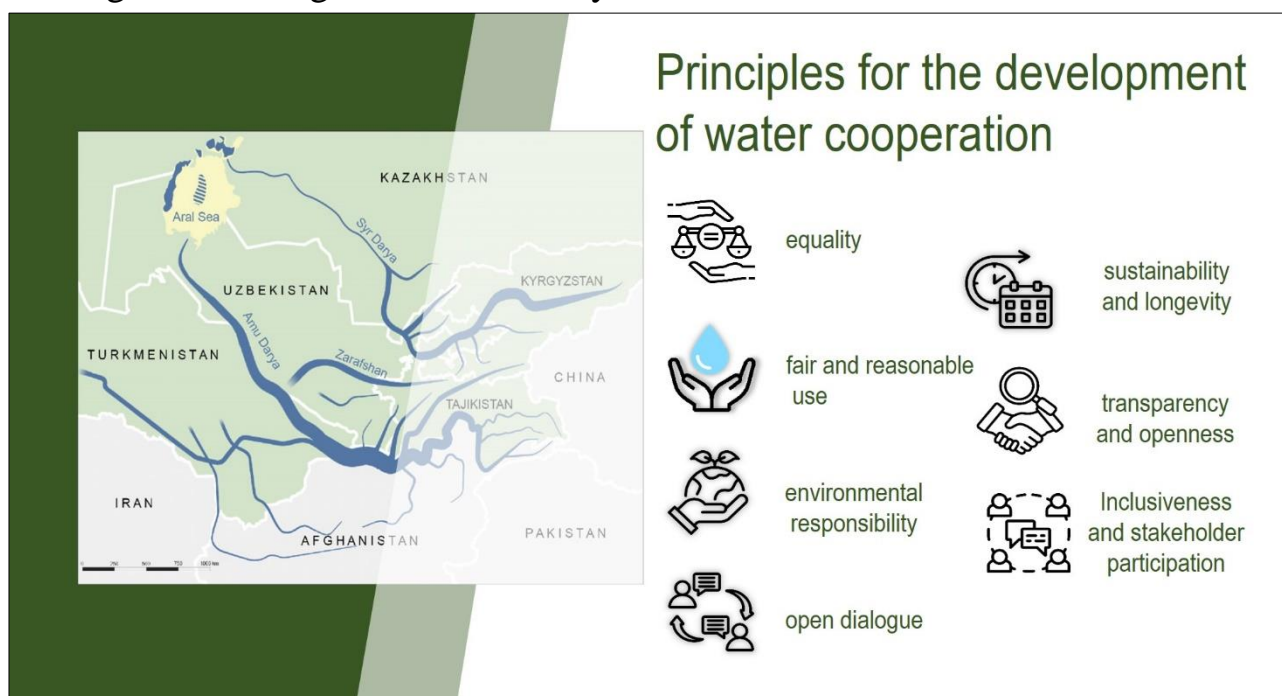 Principles for the development
of water cooperation
KAZAKHSTAN
Aral Sea
Syr Darya
UZBEKISTAN
KYRGYZSTAN
Amu Darya
TURKMENISTAN
Zarafshan
CHINA
TAJIKISTAN
IRAN
AFGHANISTAN
PAKISTAN
equality
fair and reasonable
use
environmental
responsibility
open dialogue
sustainability
and longevity
transparency
and openness
Inclusiveness
and stakeholder
participation